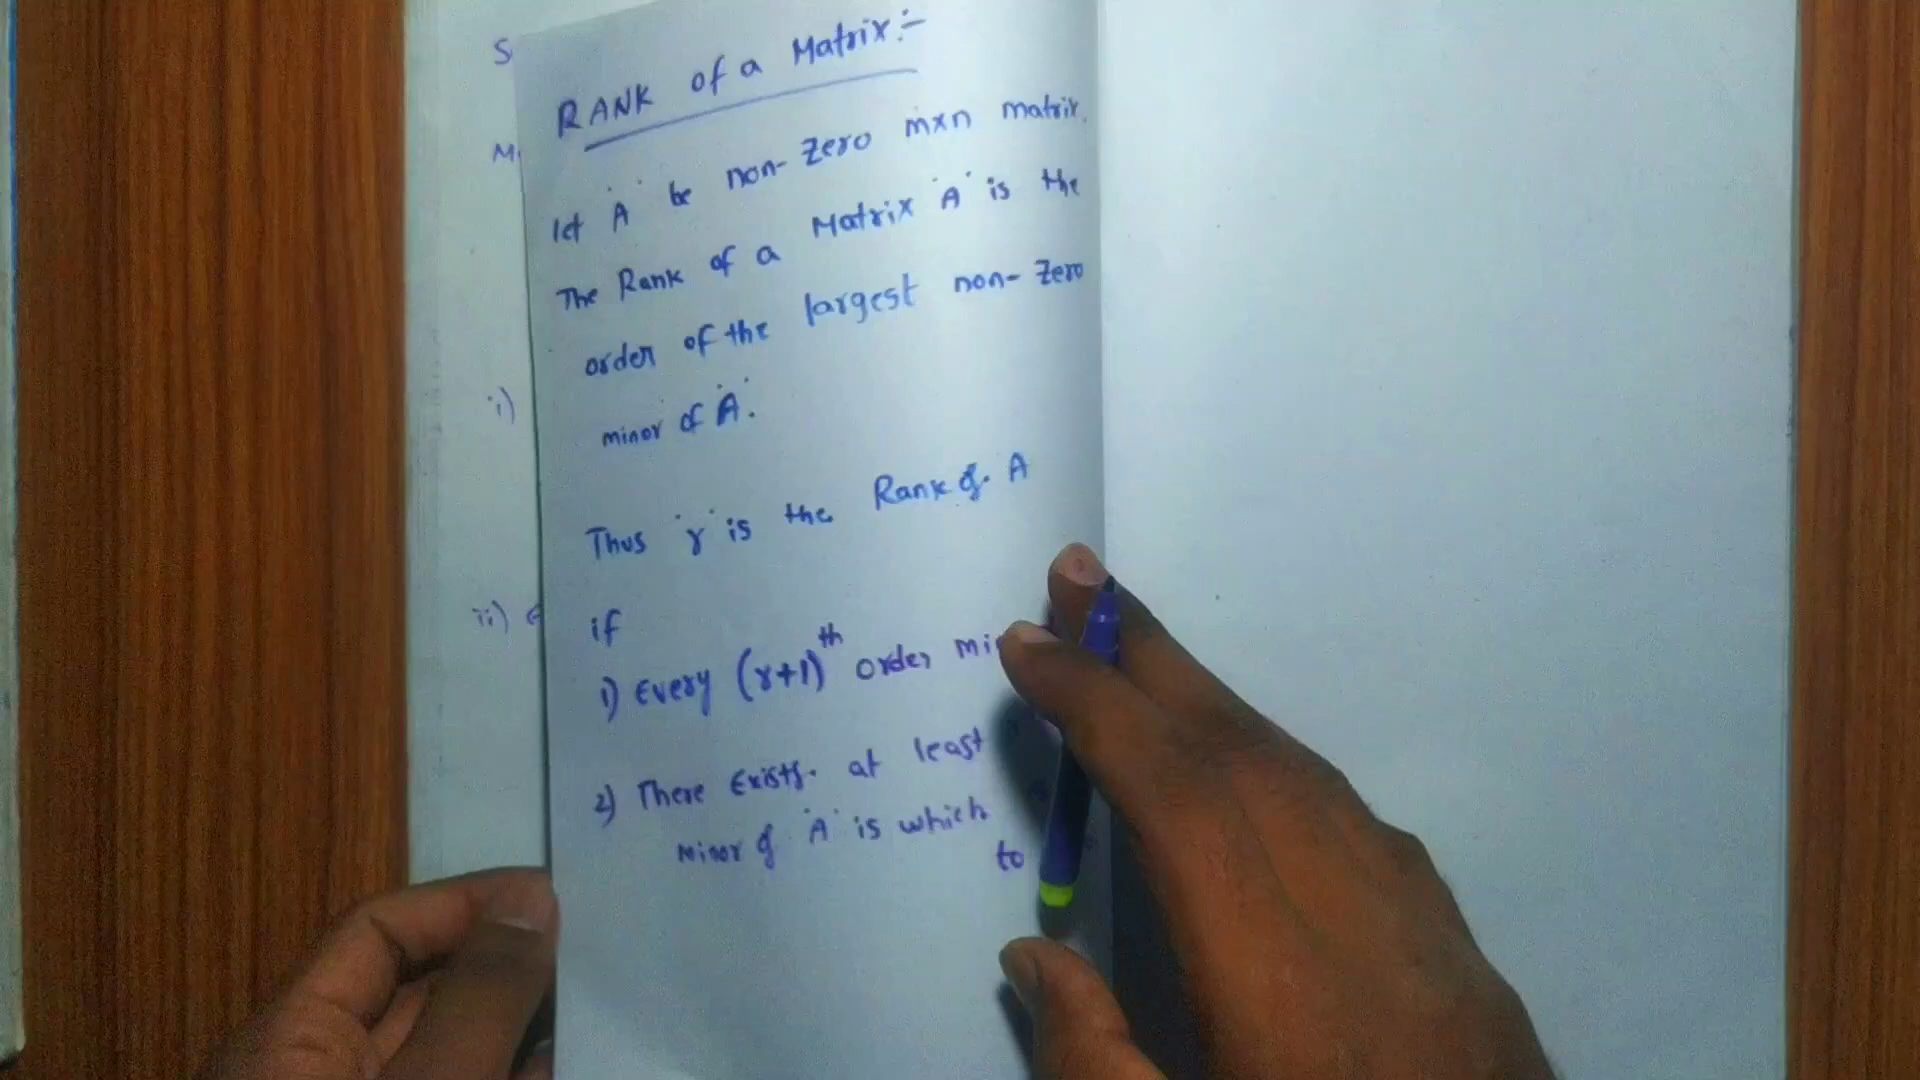 RANK of a Matrix:-
let 'A' be non-zero mxn matrix.
The Rank of a Matrix 'A' is the
order of the largest non-zero
minor of 'A'.
Thus 'r' is the Rank of A
if
1) Every (r+1)th order
2) There Exists at least
minor of 'A' is which
to
S
M
i)
ii)